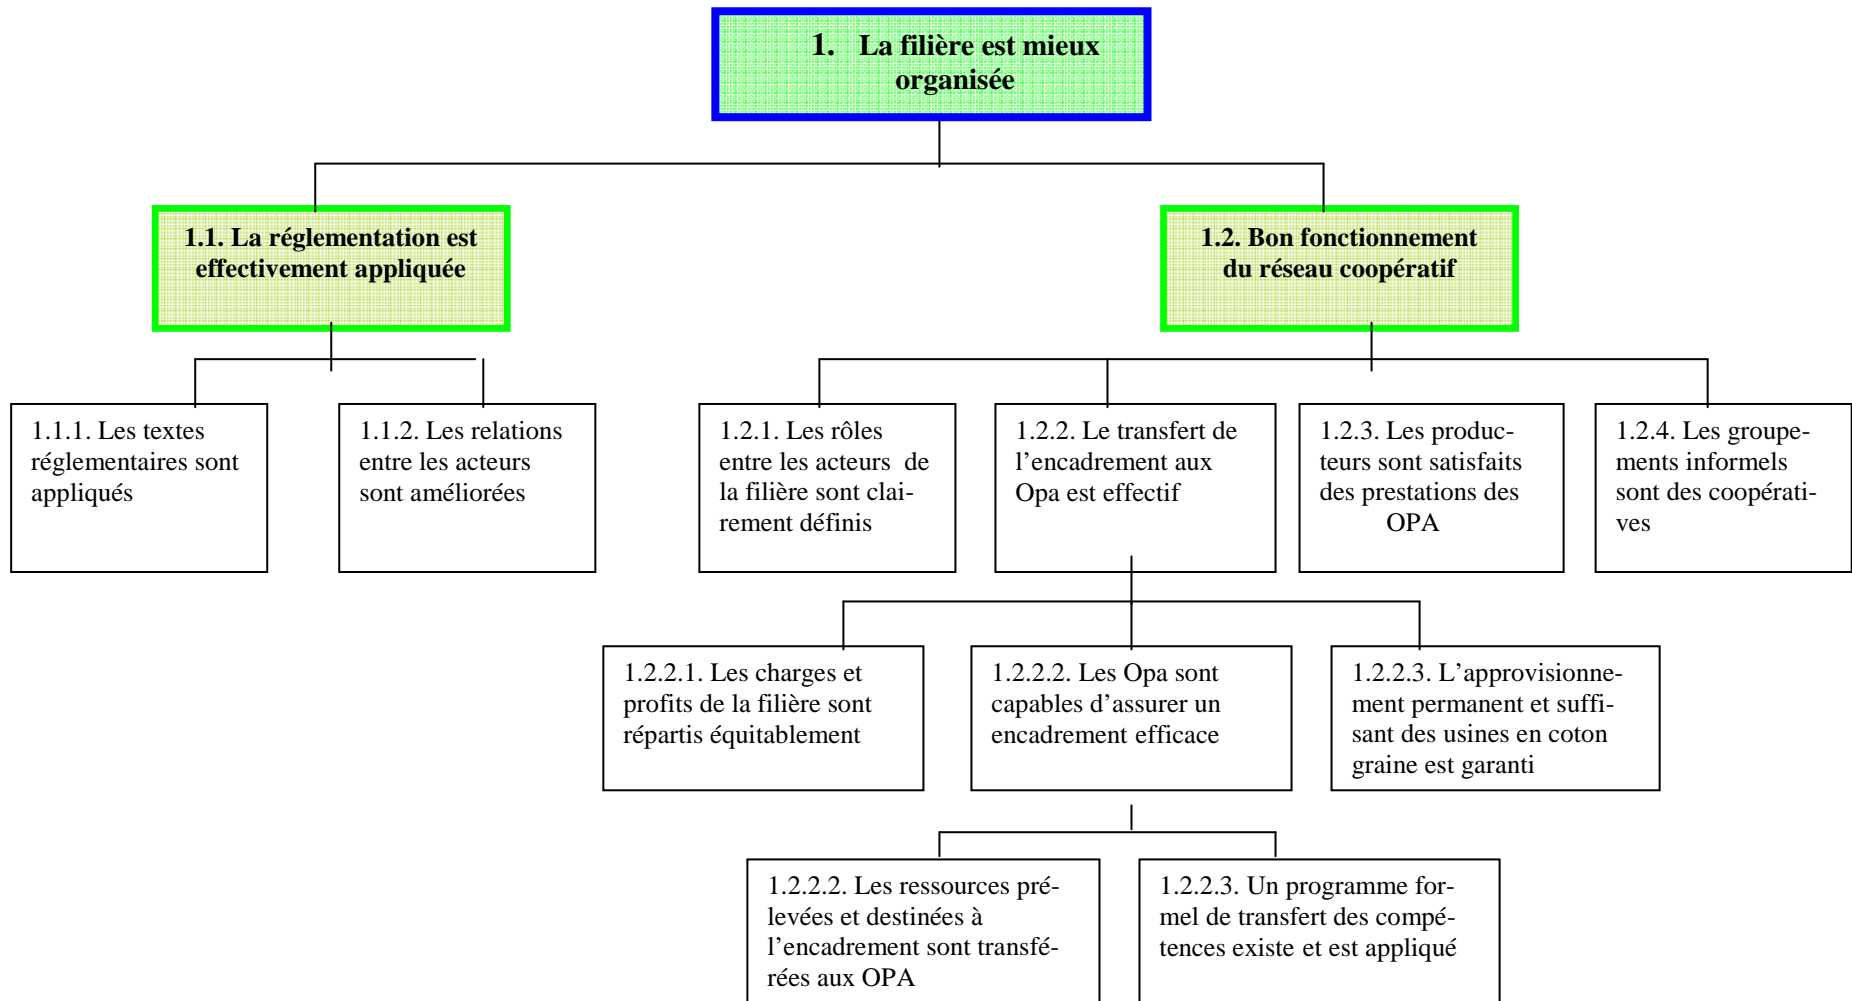 1. La filière est mieux
organisée
1.1. La réglementation est
effectivement appliquée
1.2. Bon fonctionnement
du réseau coopératif
1.1.1. Les textes
réglementaires sont
appliqués
1.1.2. Les relations
entre les acteurs
sont améliorées
1.2.1. Les rôles
entre les acteurs de
la filière sont clai-
rement définis
1.2.2. Le transfert de
l’encadrement aux
Opa est effectif
1.2.3. Les produc-
teurs sont satisfaits
des prestations des
OPA
1.2.4. Les groupe-
ments informels
sont des coopérati-
ves
1.2.2.1. Les charges et
profits de la filière sont
répartis équitablement
1.2.2.2. Les Opa sont
capables d’assurer un
encadrement efficace
1.2.2.3. L’approvisionne-
ment permanent et suffi-
sant des usines en coton
graine est garanti
1.2.2.2. Les ressources pré-
levées et destinées à
l’encadrement sont transfé-
rées aux OPA
1.2.2.3. Un programme for-
mel de transfert des compé-
tences existe et est appliqué